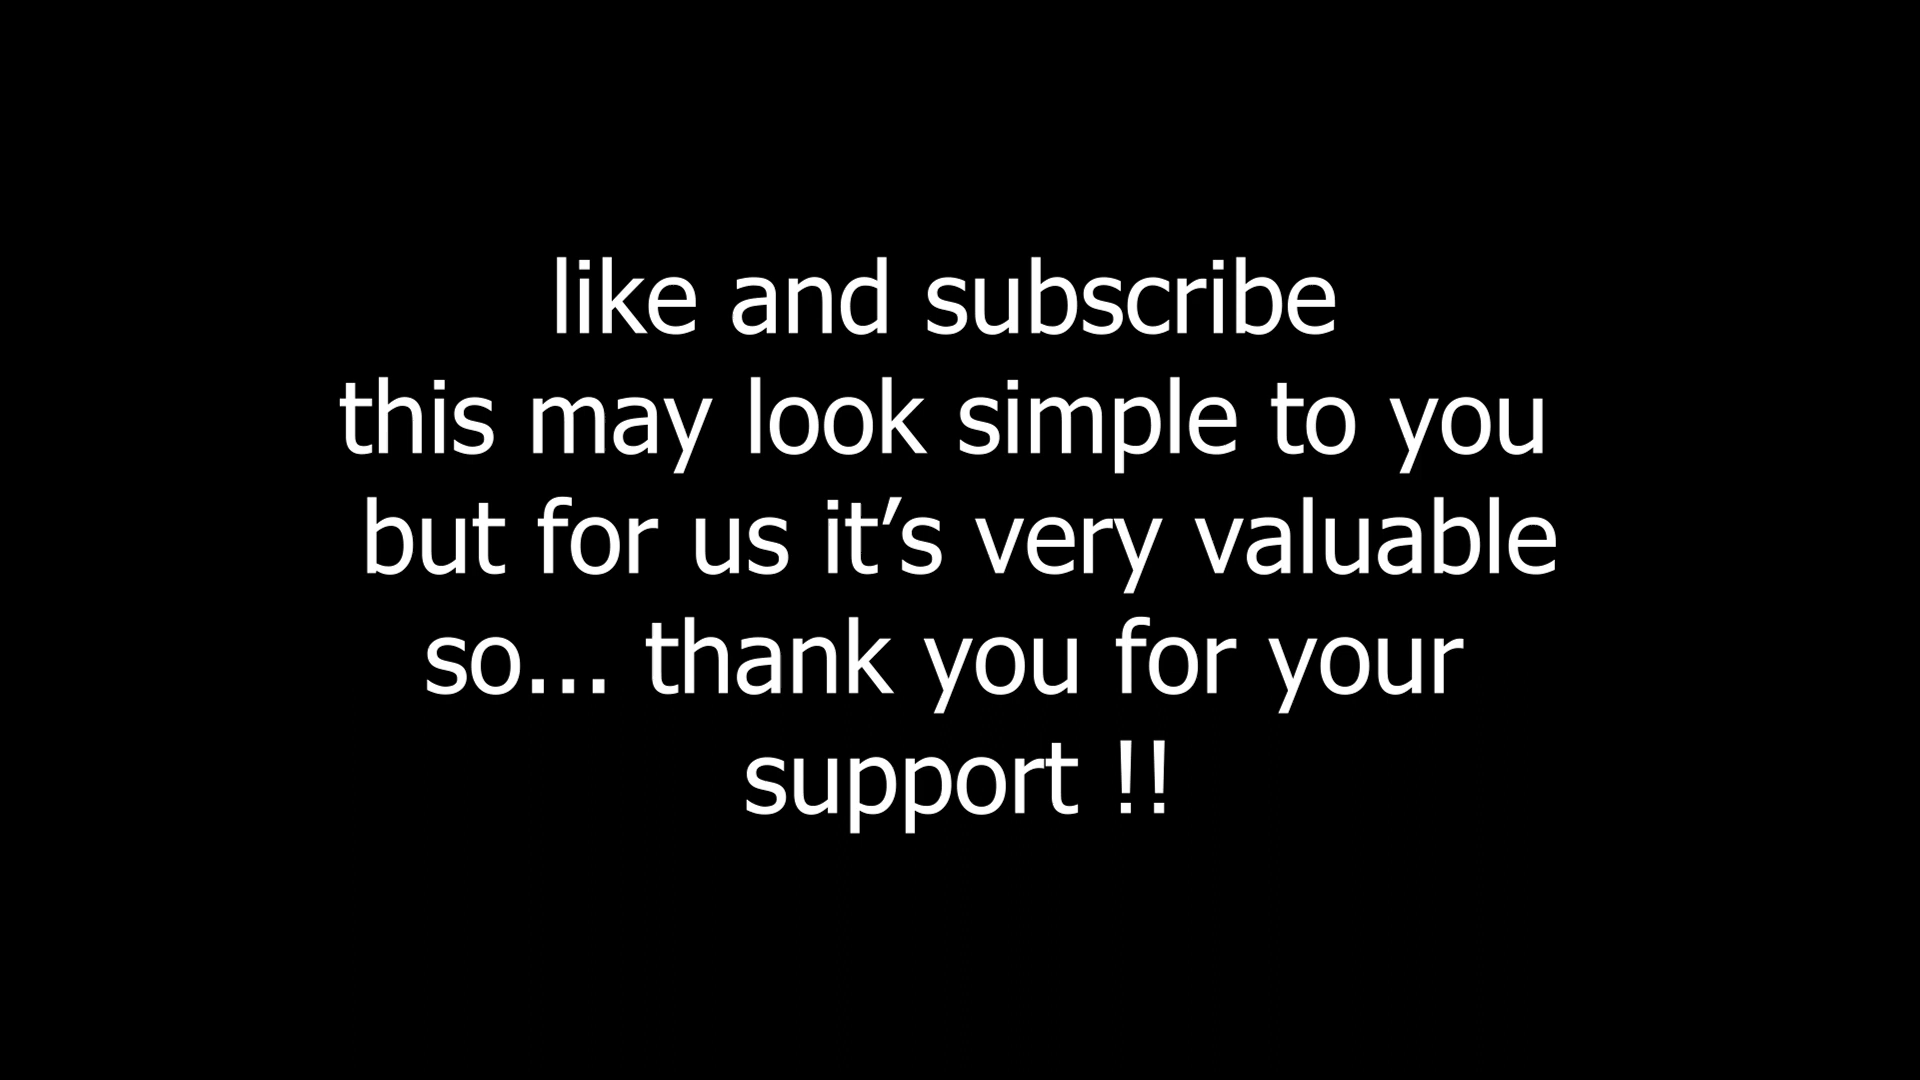 like and subscribe
this may look simple to you
but for us it’s very valuable
so... thank you for your
support !!